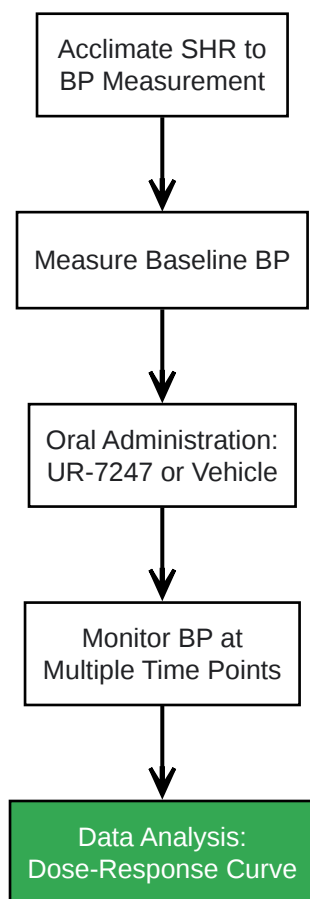 Acclimate SHR to
BP Measurement
Measure Baseline BP
Oral Administration:
UR-7247 or Vehicle
Monitor BP at
Multiple Time Points
Data Analysis:
Dose-Response Curve